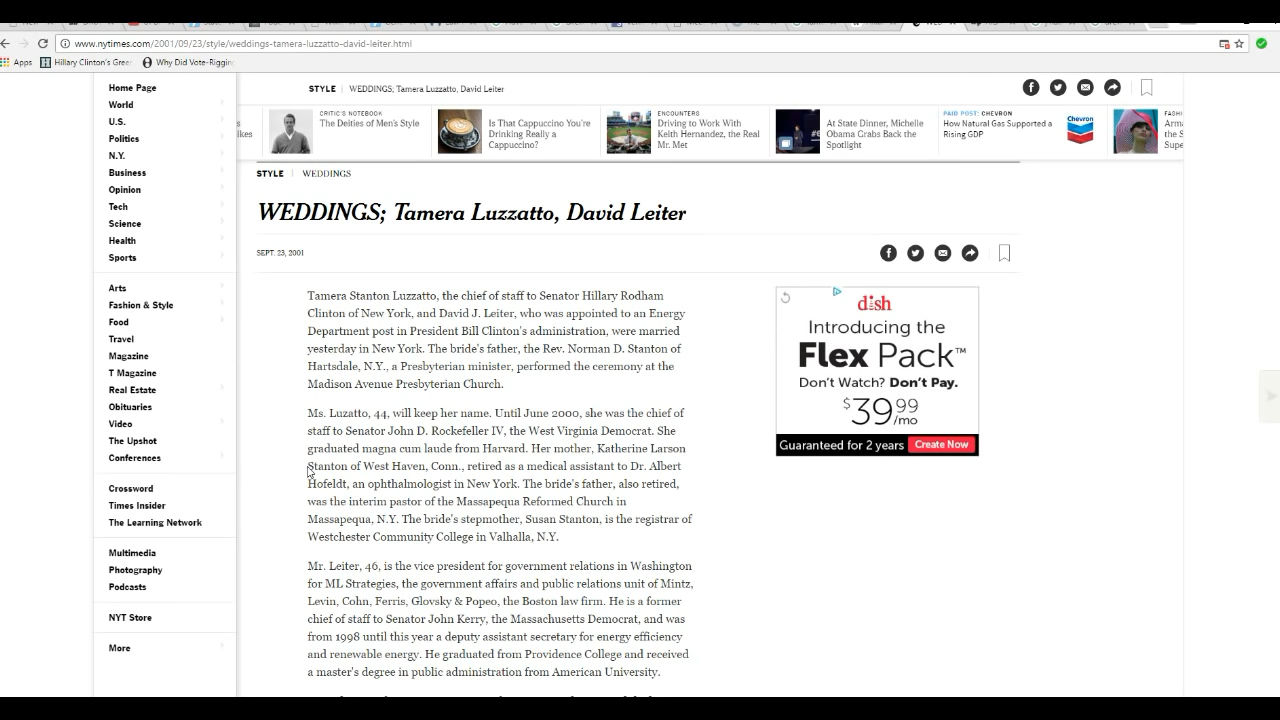 www.nytimes.com/2001/09/23/style/weddings-tamera-luzzatto-david-leiter.html
Apps Hillary Clinton's Gree Why Did Vote-Riggin
STYLE WEDDINGS; Tamera Luzzatto, David Leiter
lkes
CRITIC'S NOTEBOOK
The Deities of Men's Style
Is That Cappuccino You're
Drinking Really a
Cappuccino?
ENCOUNTERS
Driving to Work With
Keith Hernandez, the Real
Mr. Met
At State Dinner, Michelle
Obama Grabs Back the
Spotlight
PAID POST: CHEVRON
How Natural Gas Supported a
Rising GDP
Chevron
FASHI
Arma
the S
Supe
Home Page
World
U.S.
Politics
N.Y.
Business
Opinion
Tech
Science
Health
Sports
Arts
Fashion & Style
Food
Travel
Magazine
T Magazine
Real Estate
Obituaries
Video
The Upshot
Conferences
Crossword
Times Insider
The Learning Network
Multimedia
Photography
Podcasts
NYT Store
More
STYLE WEDDINGS
WEDDINGS; Tamera Luzzatto, David Leiter
SEPT. 23, 2001
Tamera Stanton Luzzatto, the chief of staff to Senator Hillary Rodham
Clinton of New York, and David J. Leiter, who was appointed to an Energy
Department post in President Bill Clinton's administration, were married
yesterday in New York. The bride's father, the Rev. Norman D. Stanton of
Hartsdale, N.Y., a Presbyterian minister, performed the ceremony at the
Madison Avenue Presbyterian Church.
Ms. Luzatto, 44, will keep her name. Until June 2000, she was the chief of
staff to Senator John D. Rockefeller IV, the West Virginia Democrat. She
graduated magna cum laude from Harvard. Her mother, Katherine Larson
Stanton of West Haven, Conn., retired as a medical assistant to Dr. Albert
Hofeldt, an ophthalmologist in New York. The bride's father, also retired,
was the interim pastor of the Massapequa Reformed Church in
Massapequa, N.Y. The bride's stepmother, Susan Stanton, is the registrar of
Westchester Community College in Valhalla, N.Y.
Mr. Leiter, 46, is the vice president for government relations in Washington
for ML Strategies, the government affairs and public relations unit of Mintz,
Levin, Cohn, Ferris, Glovsky & Popeo, the Boston law firm. He is a former
chief of staff to Senator John Kerry, the Massachusetts Democrat, and was
from 1998 until this year a deputy assistant secretary for energy efficiency
and renewable energy. He graduated from Providence College and received
a master's degree in public administration from American University.
dish
Introducing the
Flex Pack™
Don't Watch? Don't Pay.
$39.99/mo
Guaranteed for 2 years Create Now